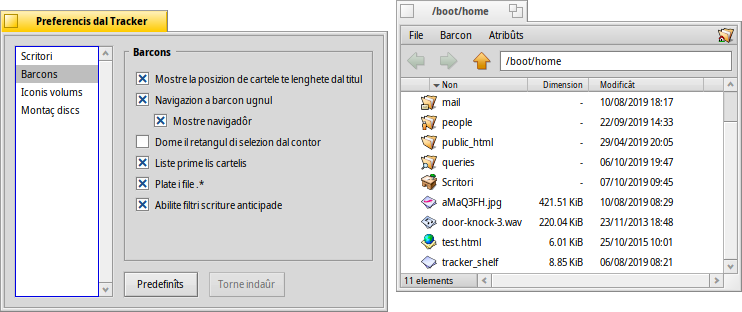 Preferencis dal Tracker
Scritori
Barcons
Iconis volums
Montaç discs
Barcons
Mostre la posizion de cartele te lenghete dal titul
Navigazion a barcon ugnul
Mostre navigadôr
Dome il retangul di selezion dal contor
Liste prime lis cartelis
Plate i file .*
Abilite filtri scriture anticipade
Predefinîts
Torne indaûr
/boot/home
File Barcon Atribûts
/boot/home
Non Dimension Modificât
mail - 10/08/2019 18:17
people - 22/09/2019 14:33
public_html - 29/04/2019 20:05
queries - 06/10/2019 19:47
Scritori - 07/10/2019 09:45
aMaQ3FH.jpg 421.51 KiB 10/08/2019 08:29
door-knock-3.wav 220.04 KiB 23/11/2013 18:48
test.html 6.01 KiB 25/10/2015 10:01
tracker_shelf 8.85 KiB 06/08/2019 08:21
11 elements